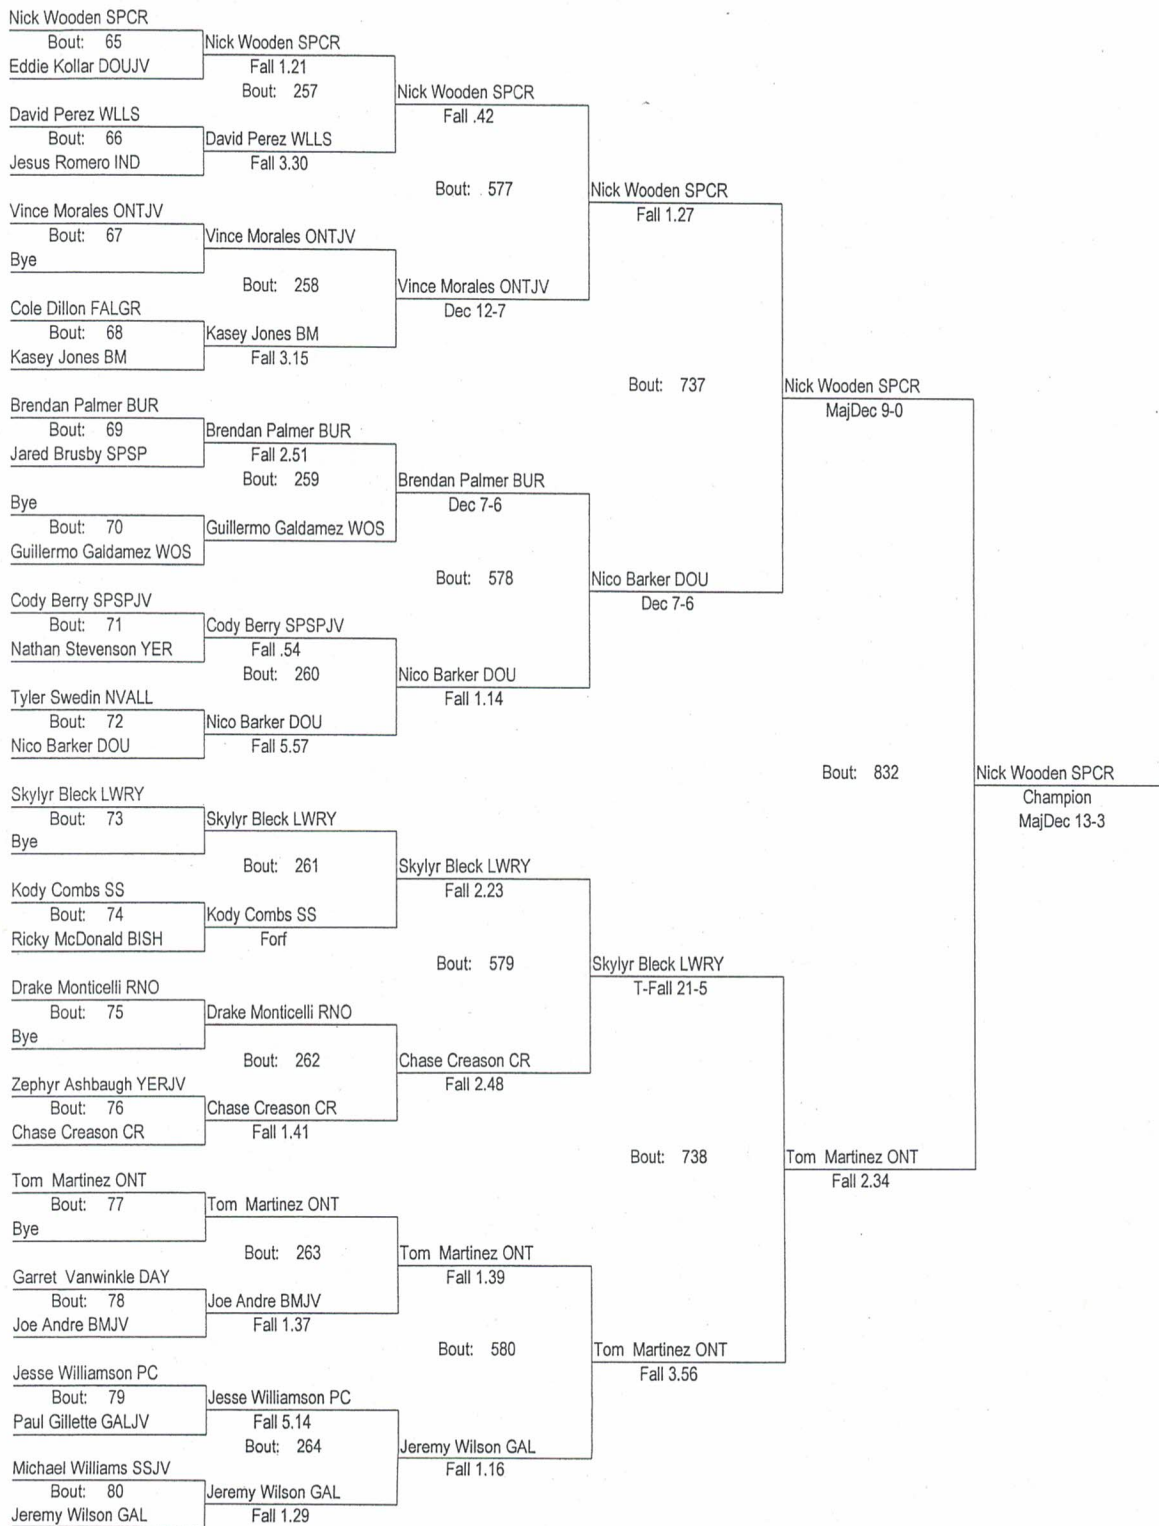 Nick Wooden SPCR
Bout: 65
Eddie Kollar DOUJV
Nick Wooden SPCR
Fall 1.21
Bout: 257
David Perez WLLS
Bout: 66
Jesus Romero IND
David Perez WLLS
Fall 3.30
Nick Wooden SPCR
Fall .42
Bout: 577
Vince Morales ONTJV
Bout: 67
Bye
Vince Morales ONTJV
Bout: 258
Cole Dillon FALGR
Bout: 68
Kasey Jones BM
Kasey Jones BM
Fall 3.15
Vince Morales ONTJV
Dec 12-7
Nick Wooden SPCR
Fall 1.27
Bout: 737
Brendan Palmer BUR
Bout: 69
Jared Brusby SPSP
Brendan Palmer BUR
Fall 2.51
Bout: 259
Bye
Bout: 70
Guillermo Galdamez WOS
Guillermo Galdamez WOS
Brendan Palmer BUR
Dec 7-6
Bout: 578
Cody Berry SPSPJV
Bout: 71
Nathan Stevenson YER
Cody Berry SPSPJV
Fall .54
Bout: 260
Tyler Swedin NVALL
Bout: 72
Nico Barker DOU
Nico Barker DOU
Fall 5.57
Nico Barker DOU
Fall 1.14
Nico Barker DOU
Dec 7-6
Nick Wooden SPCR
MajDec 9-0
Bout: 832
Nick Wooden SPCR
Champion
MajDec 13-3
Skylyr Bleck LWRY
Bout: 73
Bye
Skylyr Bleck LWRY
Bout: 261
Kody Combs SS
Bout: 74
Ricky McDonald BISH
Kody Combs SS
Forf
Skylyr Bleck LWRY
Fall 2.23
Bout: 579
Drake Monticelli RNO
Bout: 75
Bye
Drake Monticelli RNO
Bout: 262
Zephyr Ashbaugh YERJV
Bout: 76
Chase Creason CR
Chase Creason CR
Fall 1.41
Chase Creason CR
Fall 2.48
Skylyr Bleck LWRY
T-Fall 21-5
Bout: 738
Tom Martinez ONT
Bout: 77
Bye
Tom Martinez ONT
Bout: 263
Garret Vanwinkle DAY
Bout: 78
Joe Andre BMJV
Joe Andre BMJV
Fall 1.37
Tom Martinez ONT
Fall 1.39
Bout: 580
Jesse Williamson PC
Bout: 79
Paul Gillette GALJV
Jesse Williamson PC
Fall 5.14
Bout: 264
Michael Williams SSJV
Bout: 80
Jeremy Wilson GAL
Jeremy Wilson GAL
Fall 1.29
Jeremy Wilson GAL
Fall 1.16
Tom Martinez ONT
Fall 3.56
Tom Martinez ONT
Fall 2.34